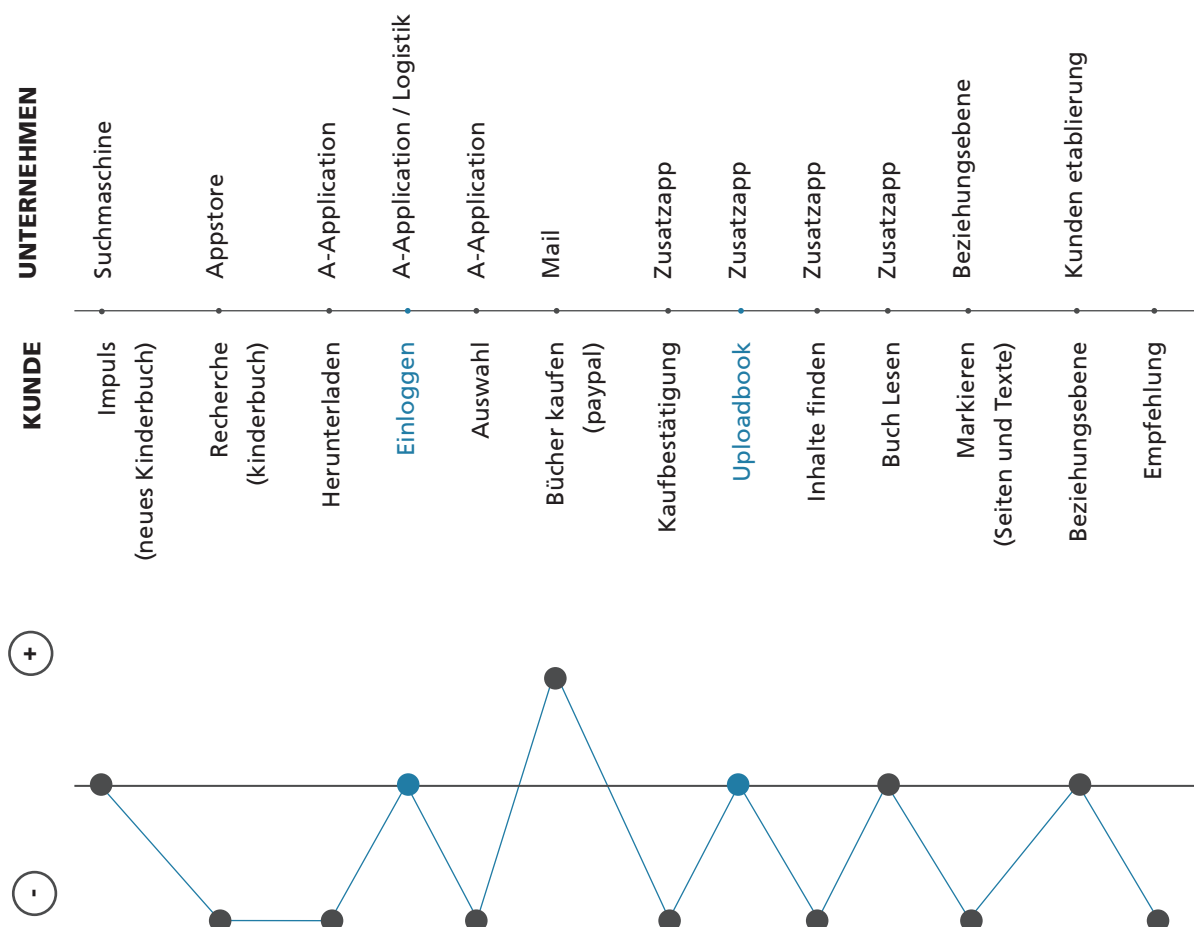 UNTERNEHMEN
Suchmaschine
Appstore
A-Application
A-Application / Logistik
A-Application
Mail
Zusatzapp
Zusatzapp
Zusatzapp
Zusatzapp
Beziehungsebene
Kunden etablierung
KUNDE
Impuls
(neues Kinderbuch)
Recherche
(kinderbuch)
Herunterladen
Einloggen
Auswahl
Bücher kaufen
(paypal)
Kaufbestätigung
Uploadbook
Inhalte finden
Buch Lesen
Markieren
(Seiten und Texte)
Beziehungsebene
Empfehlung
+
-